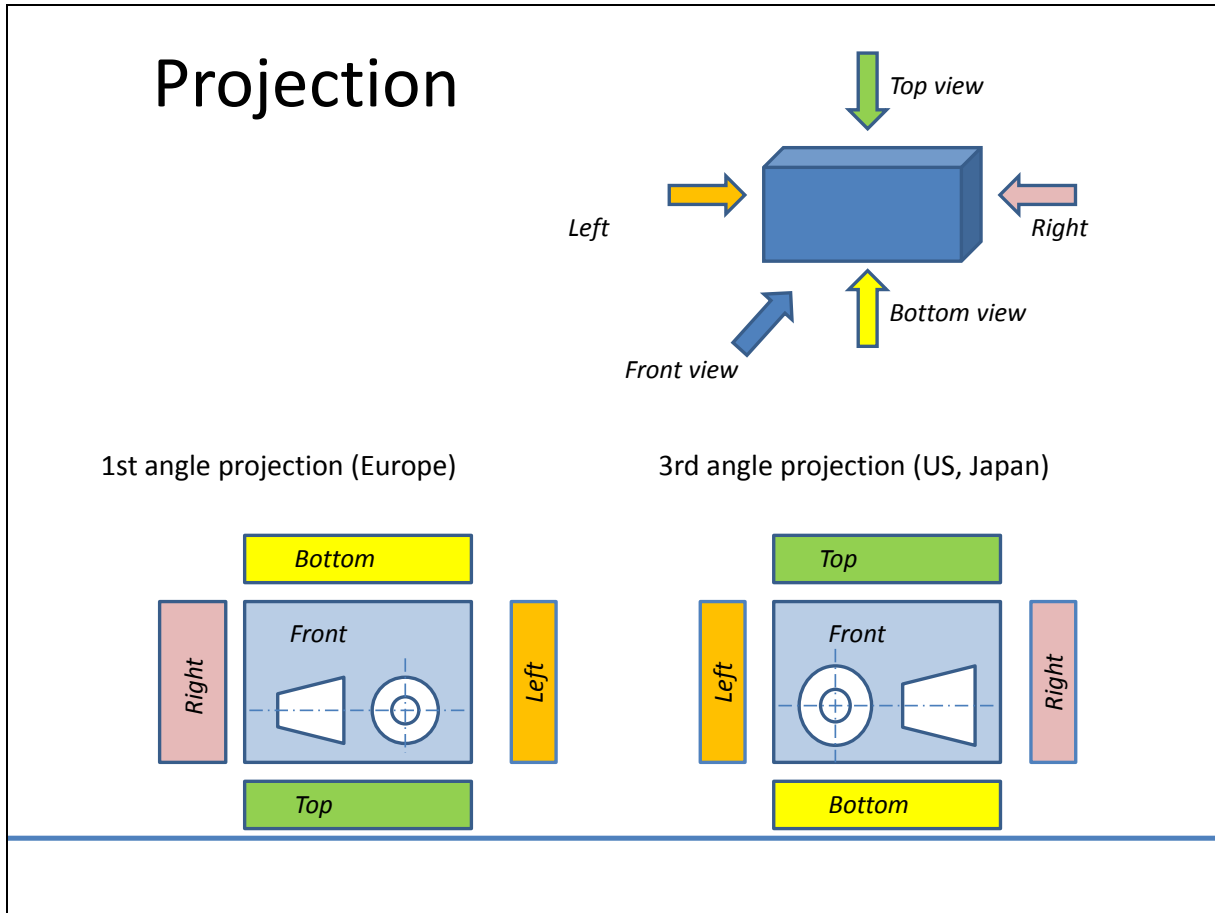 Projection
Top view
Left
Right
Bottom view
Front view
1st angle projection (Europe)
3rd angle projection (US, Japan)
Bottom
Right
Front
Left
Top
Top
Left
Front
Right
Bottom